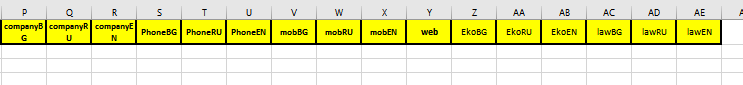 P Q R S T U V W X Y Z AA AB AC AD AE
companyBG companyRU companyEN PhoneBG PhoneRU PhoneEN mobBG mobRU mobEN web EkoBG EkoRU EkoEN lawBG lawRU lawEN